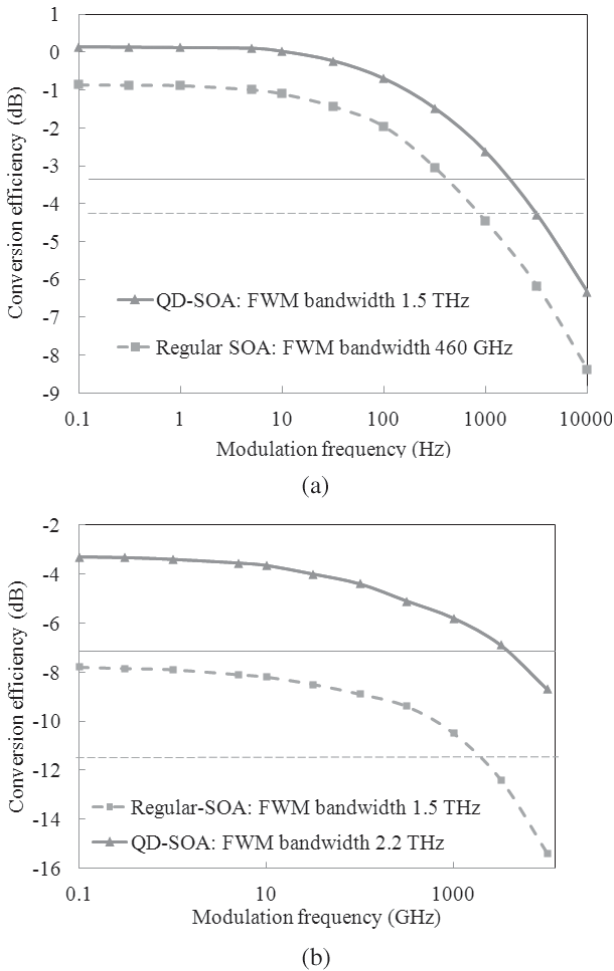 1
0
-1
-2
-3
-4
-5
-6
-7
-8
-9
Conversion efficiency (dB)
QD-SOA: FWM bandwidth 1.5 THz
Regular SOA: FWM bandwidth 460 GHz
0.1 1 10 100 1000 10000
Modulation frequency (Hz)
(a)
-2
-4
-6
-8
-10
-12
-14
-16
Conversion efficiency (dB)
Regular-SOA: FWM bandwidth 1.5 THz
QD-SOA: FWM bandwidth 2.2 THz
0.1 10 1000
Modulation frequency (GHz)
(b)